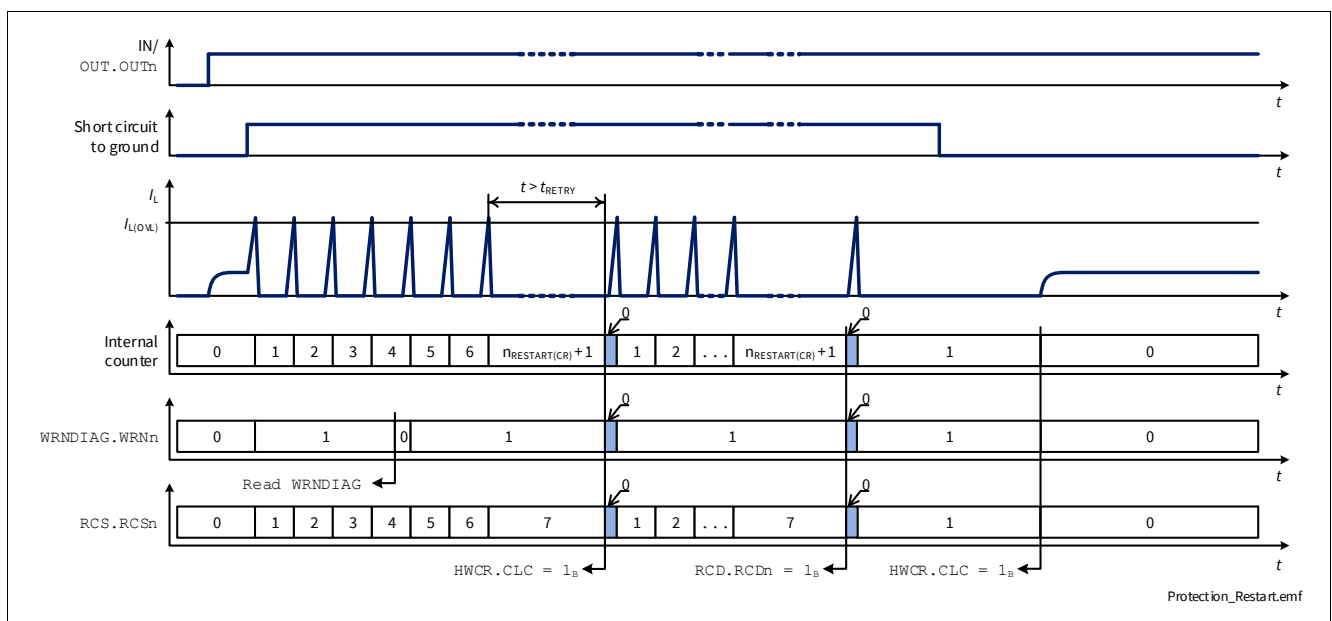 IN/
OUT.OUTn
t
Short circuit
to ground
t
t > tRETRY
IL
IL(OVL)
t
0
Internal
counter
0 1 2 3 4 5 6 nRESTART(CR)+1 1 2 ... nRESTART(CR)+1 1 0
0
t
0 0
WRNDIAG.WRNn 0 1 0 1 1 1 0
Read WRNDIAG
t
0 0
RCS.RCSn 0 1 2 3 4 5 6 7 1 2 ... 7 1 0
t
HWCR.CLC = 1B RCD.RCDn = 1B HWCR.CLC = 1B
Protection_Restart.emf